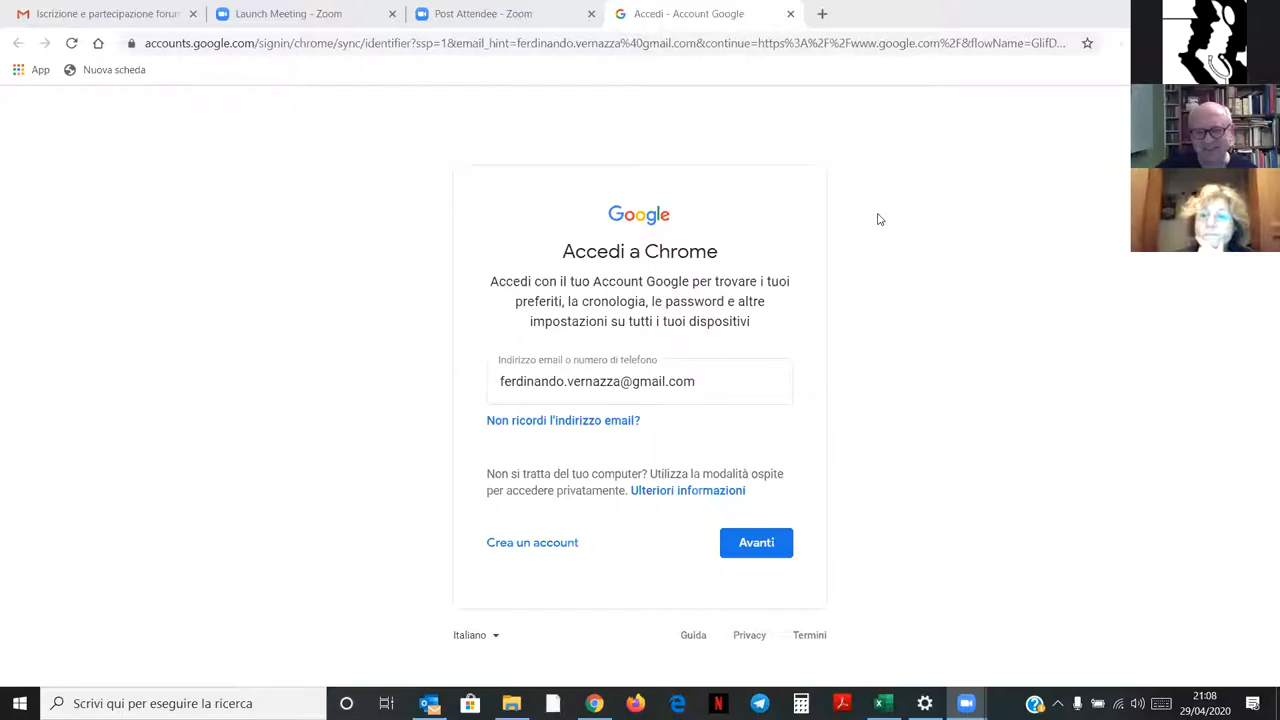 Iscrizione e partecipazione forum
Launch Meeting - Zoom
Post Attendee - Zoom
Accedi - Account Google
accounts.google.com/signin/chrome/sync/identifier?ssp=1&email_hint=ferdinando.vernazza%40gmail.com&continue=https%3A%2F%2Fwww.google.com%2F&flowName=GlifD...
App
Nuova scheda
Google
Accedi a Chrome
Accedi con il tuo Account Google per trovare i tuoi
preferiti, la cronologia, le password e altre
impostazioni su tutti i tuoi dispositivi
Indirizzo email o numero di telefono
ferdinando.vernazza@gmail.com
Non ricordi l'indirizzo email?
Non si tratta del tuo computer? Utilizza la modalità ospite
per accedere privatamente. Ulteriori informazioni
Crea un account
Avanti
Italiano
Guida
Privacy
Termini
Scrivi qui per eseguire la ricerca
21:08
29/04/2020